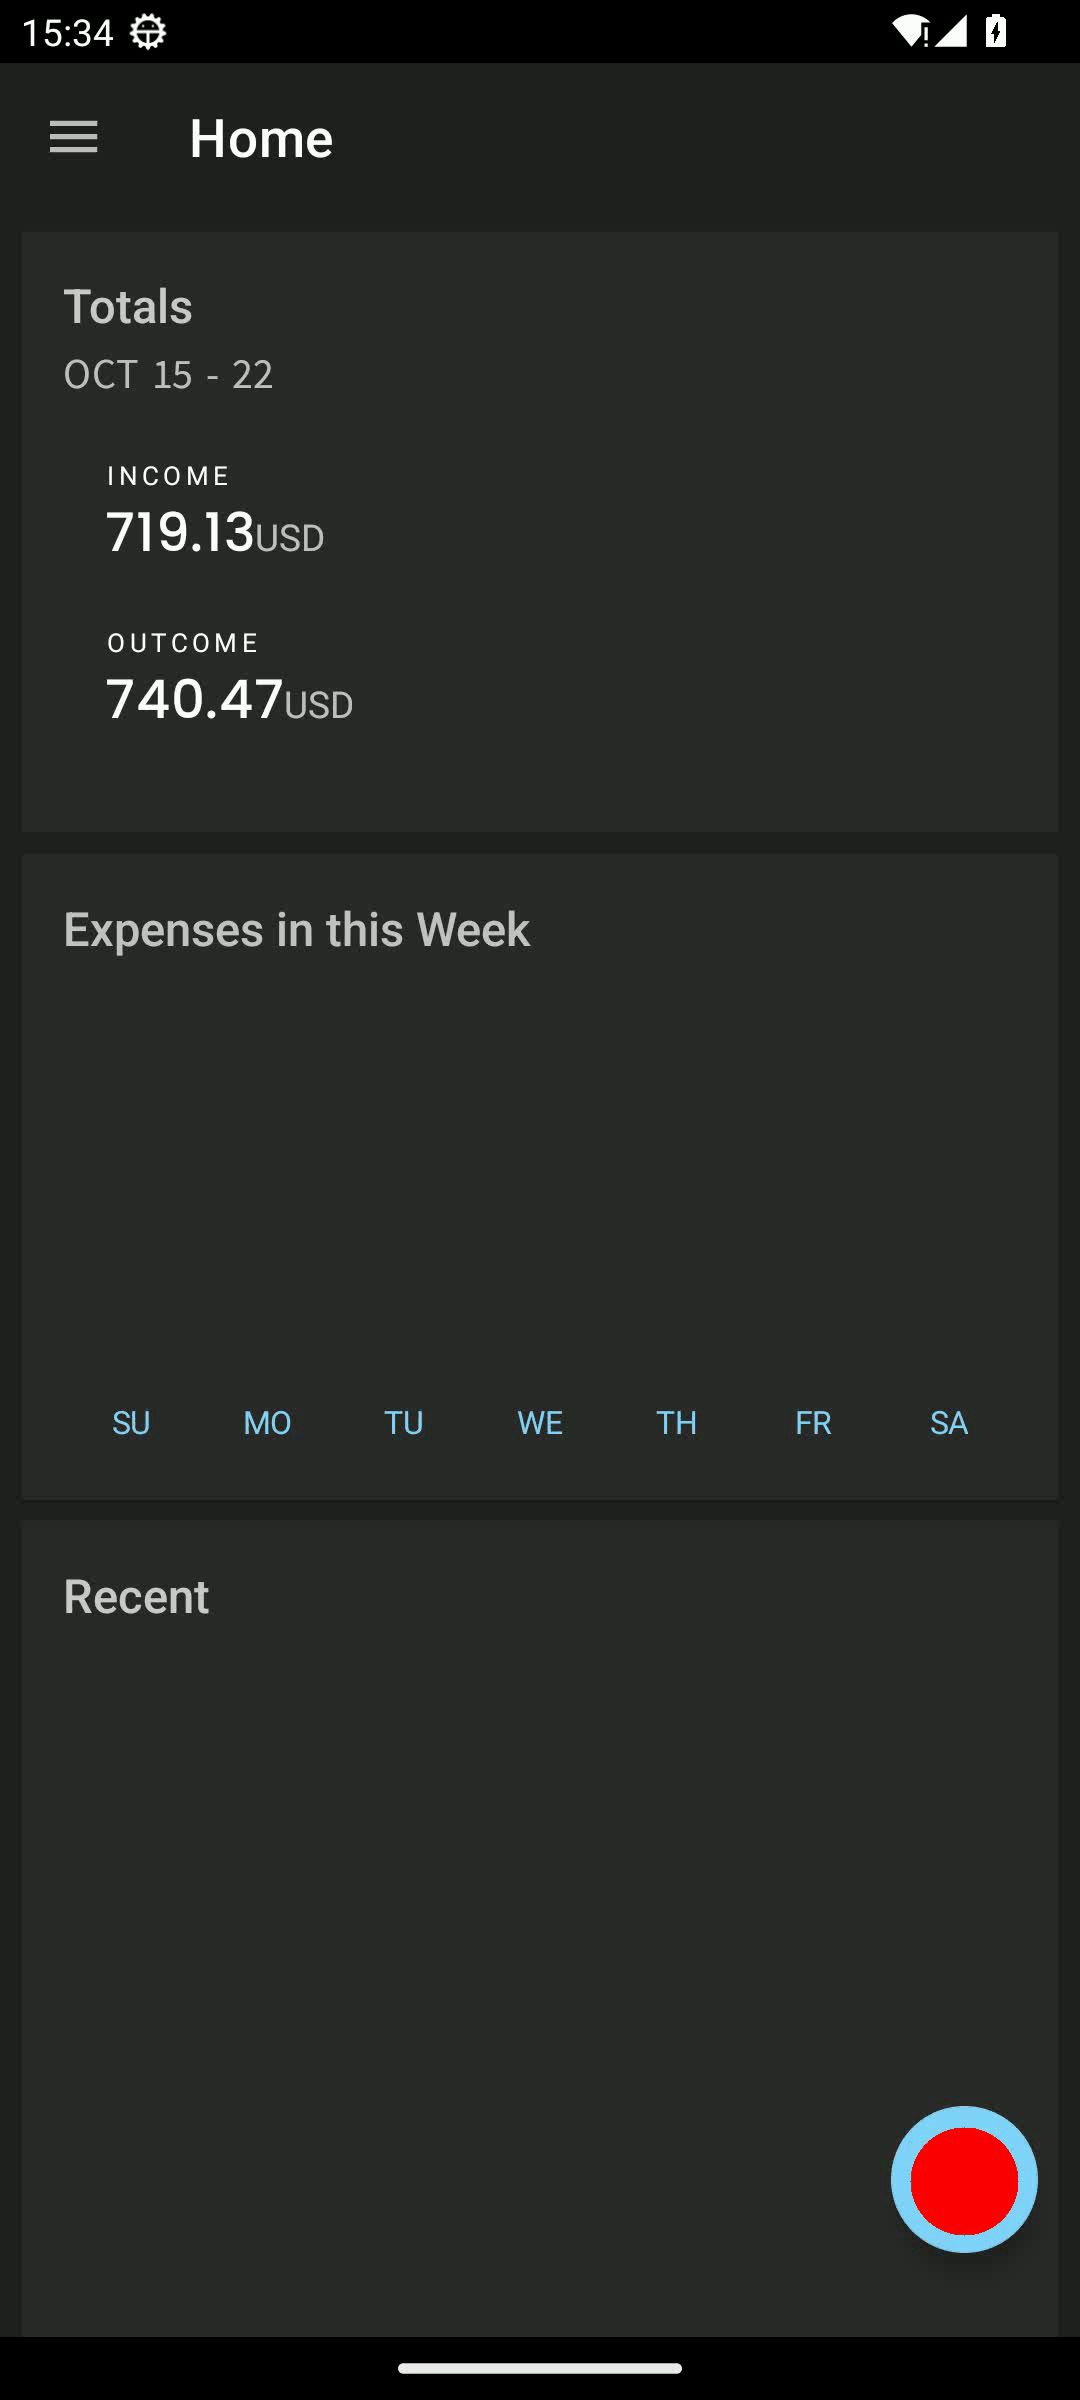 15:34
Home
Totals
OCT 15 - 22
INCOME
719.13USD
OUTCOME
740.47USD
Expenses in this Week
SU MO TU WE TH FR SA
Recent